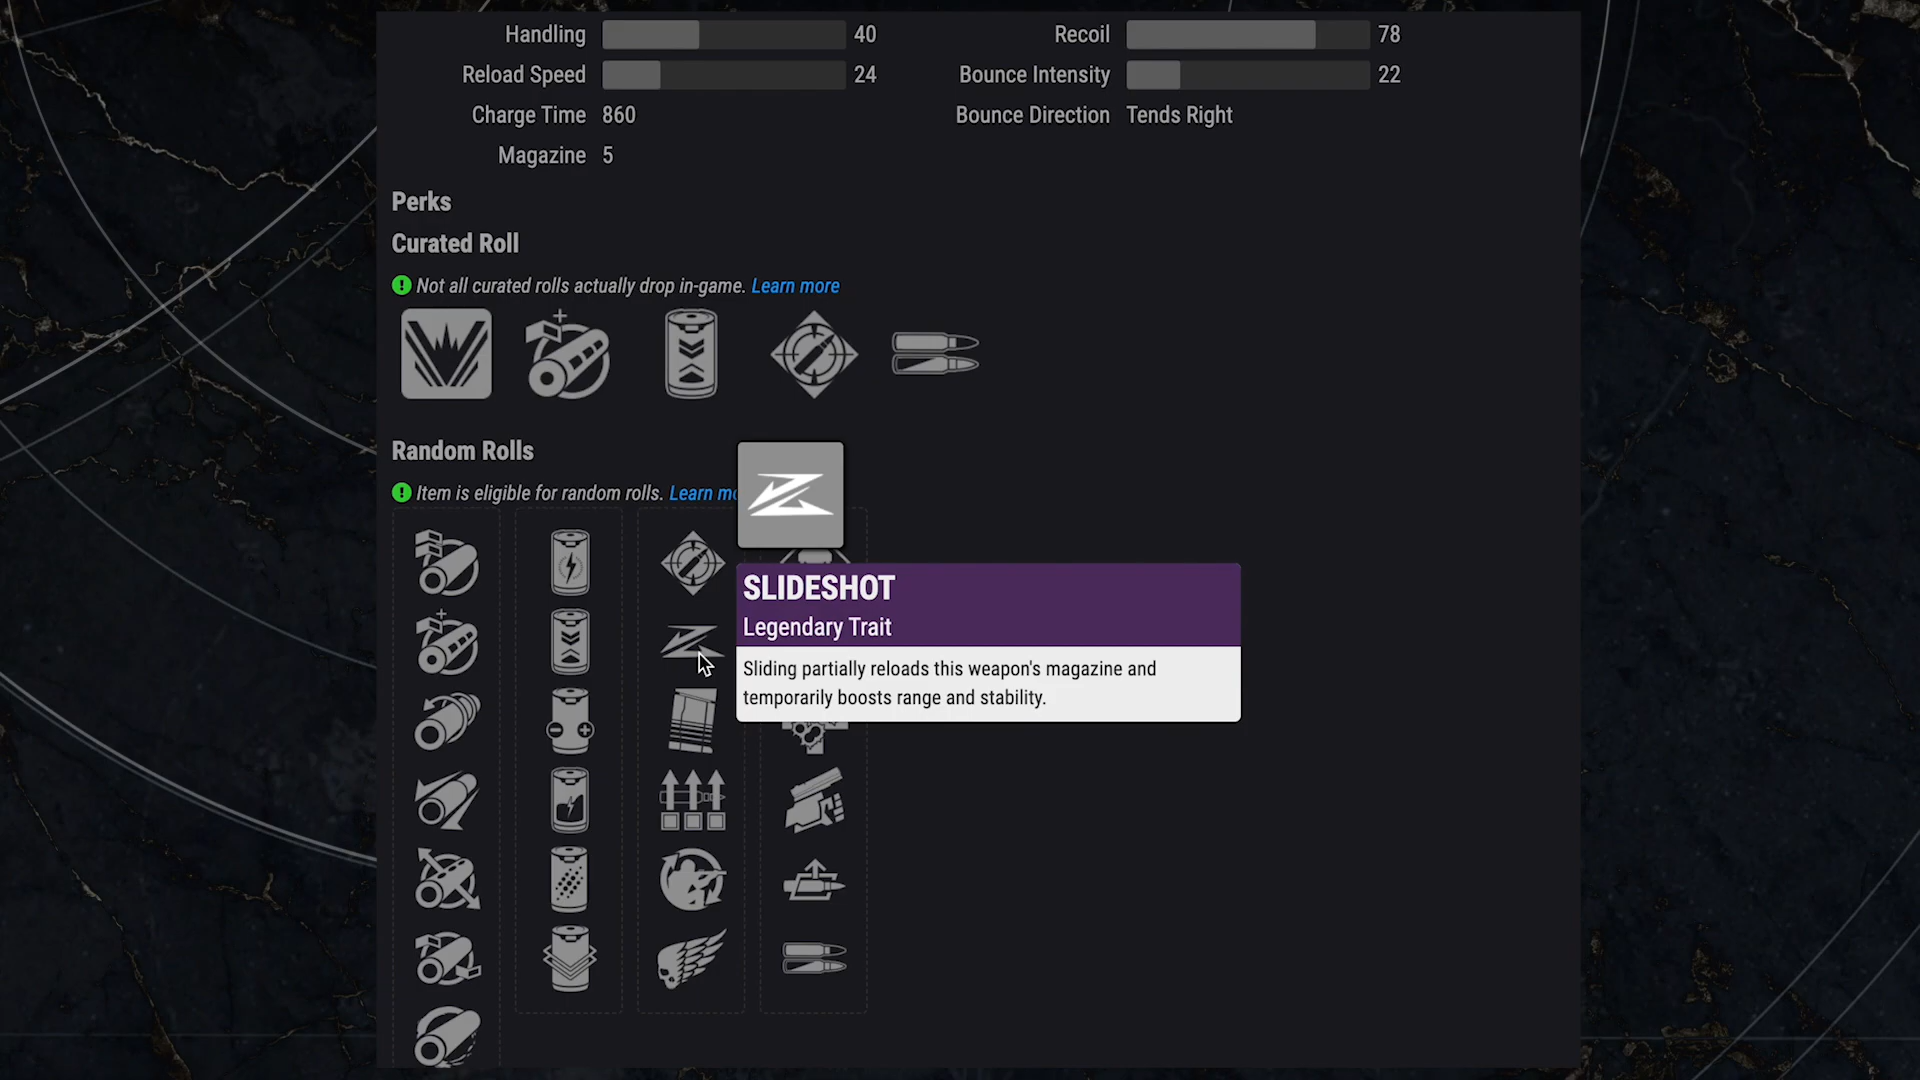 Handling 40
Recoil 78
Reload Speed 24
Bounce Intensity 22
Charge Time 860
Bounce Direction Tends Right
Magazine 5
Perks
Curated Roll
Not all curated rolls actually drop in-game. Learn more
Random Rolls
Item is eligible for random rolls. Learn
SLIDESHOT
Legendary Trait
Sliding partially reloads this weapon's magazine and
temporarily boosts range and stability.